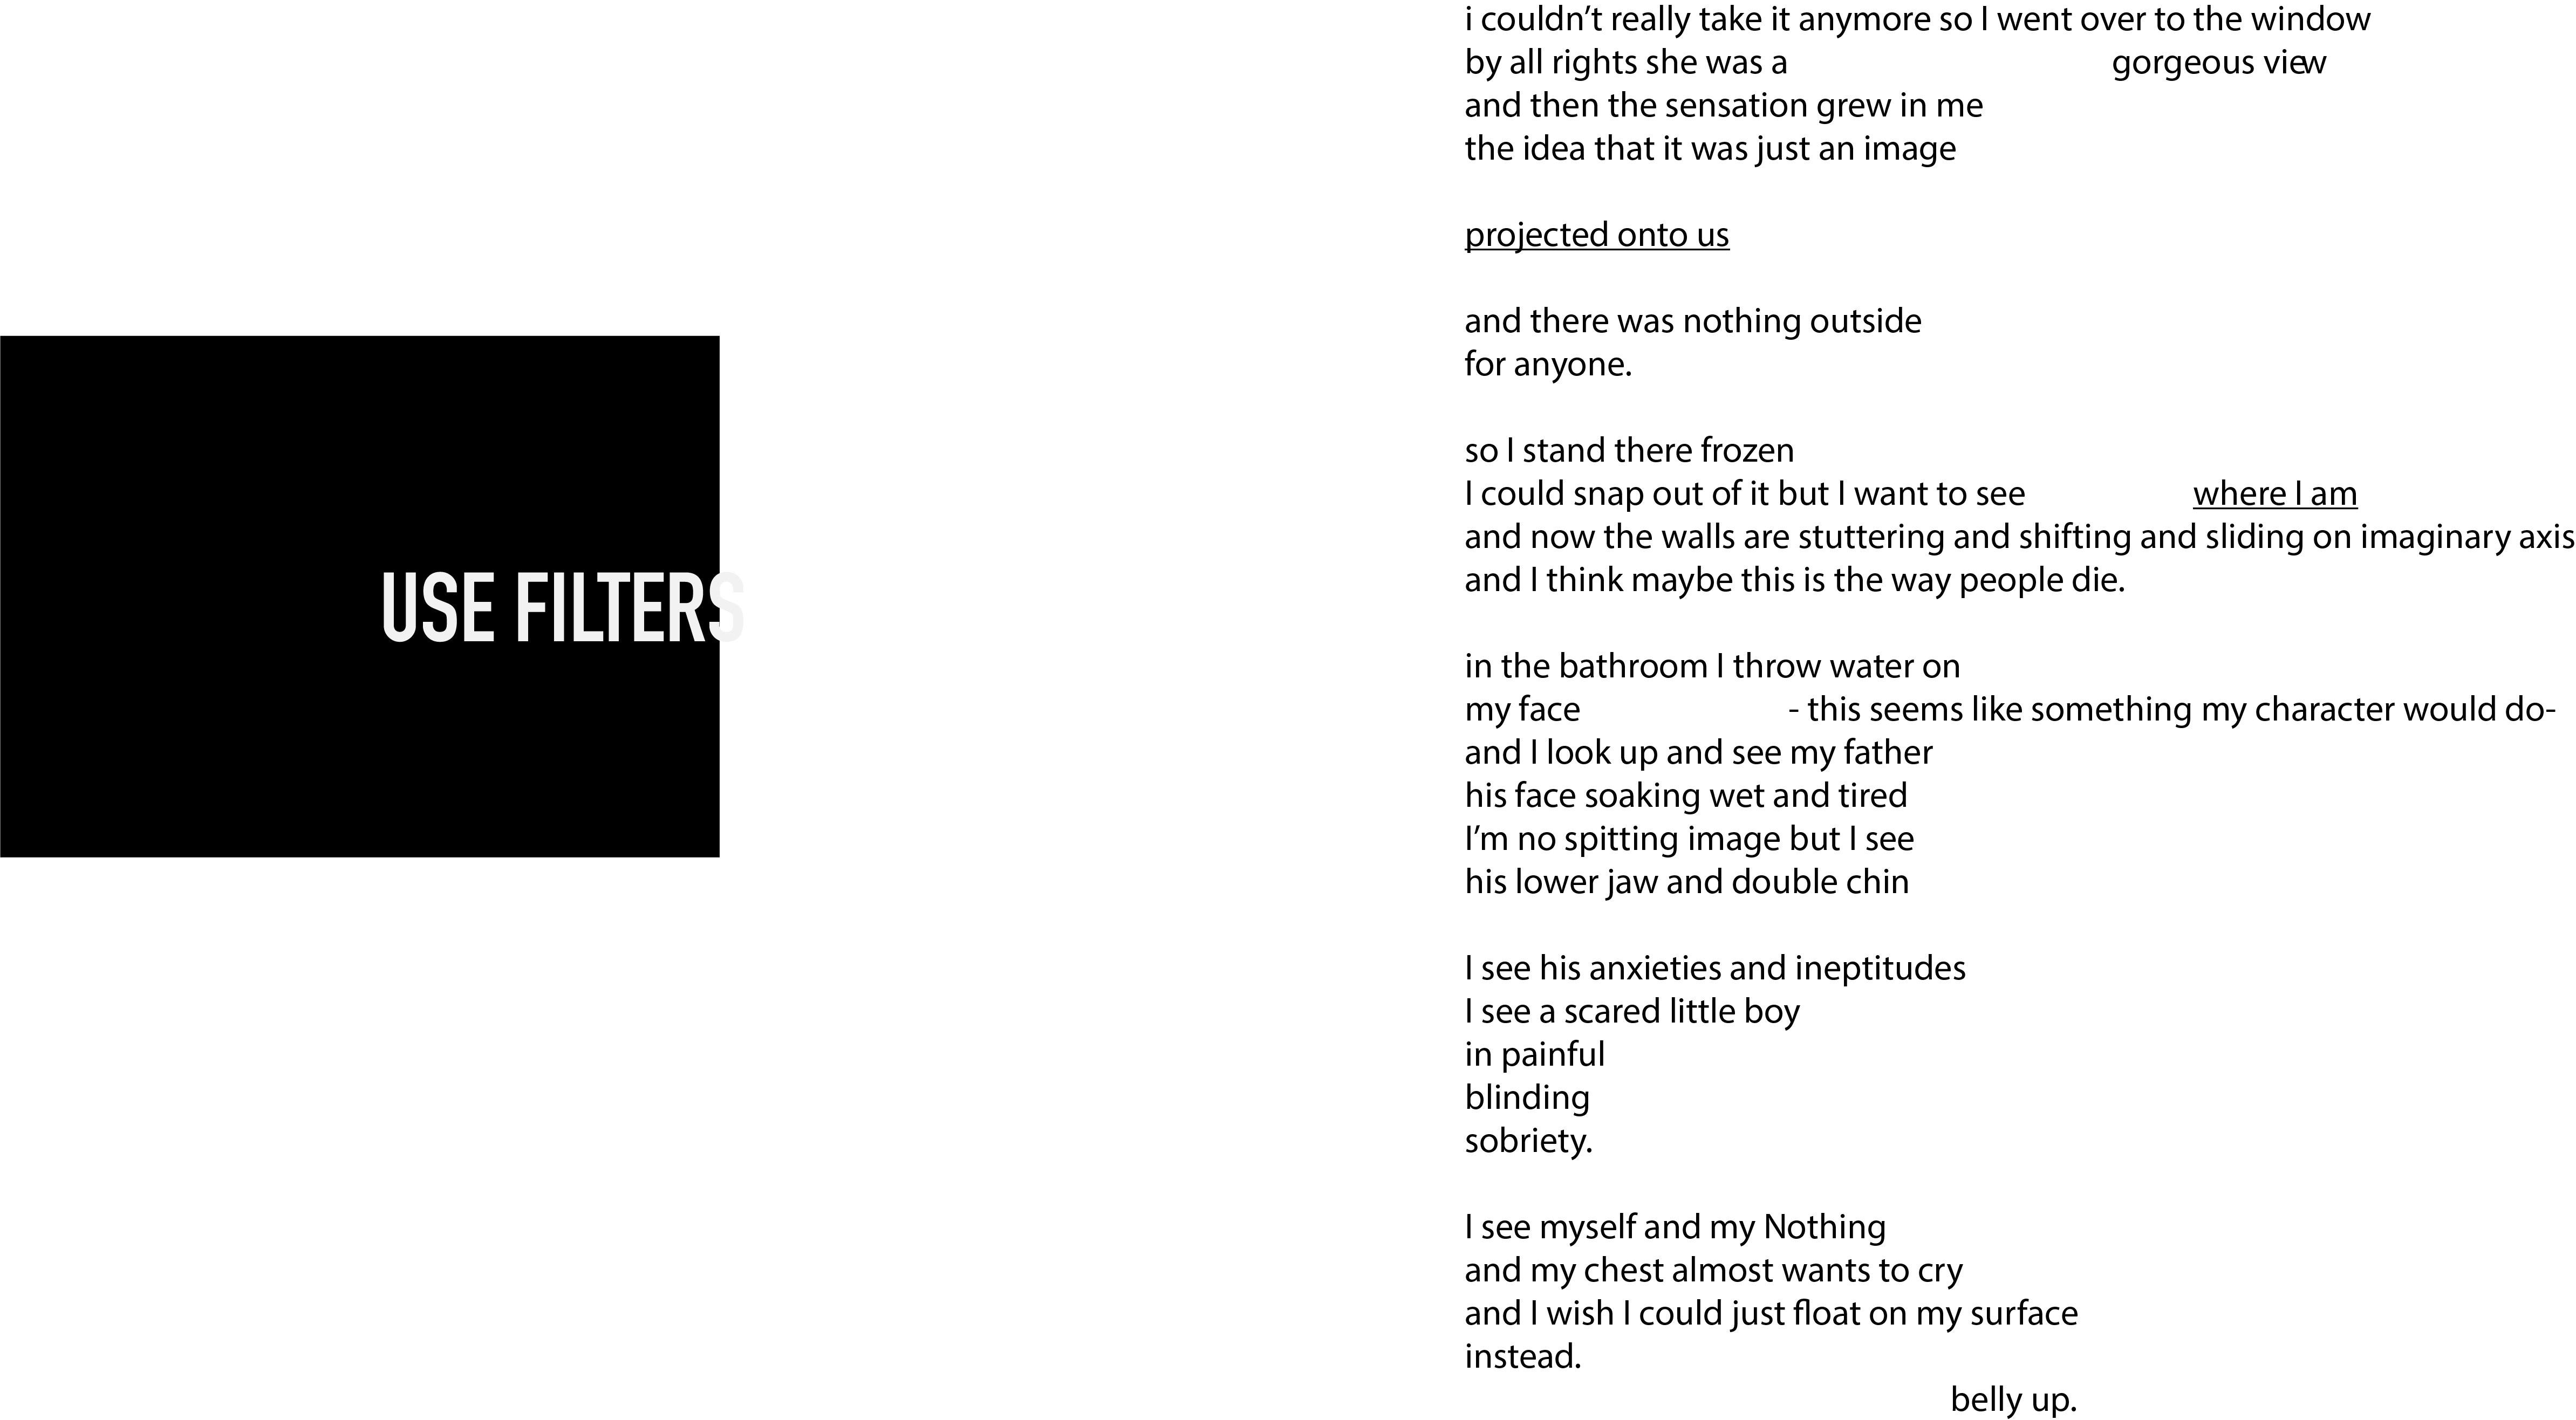 USE FILTERS
i couldn’t really take it anymore so I went over to the window
by all rights she was a gorgeous view
and then the sensation grew in me
the idea that it was just an image
projected onto us
and there was nothing outside
for anyone.
so I stand there frozen
I could snap out of it but I want to see where I am
and now the walls are stuttering and shifting and sliding on imaginary axis
and I think maybe this is the way people die.
in the bathroom I throw water on
my face - this seems like something my character would do-
and I look up and see my father
his face soaking wet and tired
I’m no spitting image but I see
his lower jaw and double chin
I see his anxieties and ineptitudes
I see a scared little boy
in painful
blinding
sobriety.
I see myself and my Nothing
and my chest almost wants to cry
and I wish I could just float on my surface
instead.
belly up.